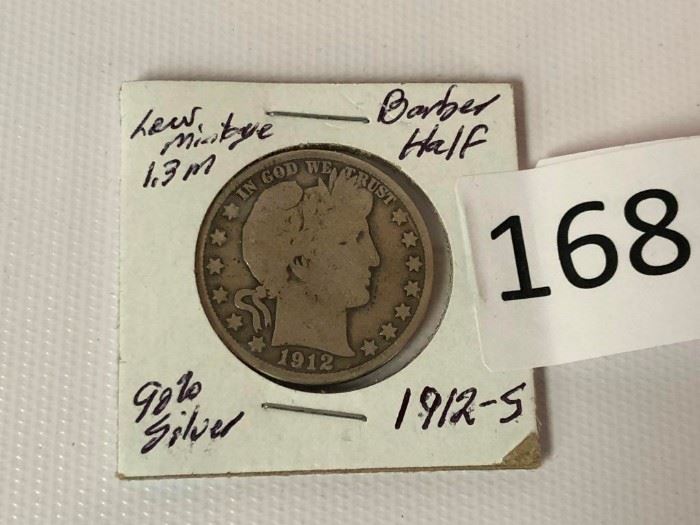 Low
Mintage
1.3 M
Barber
Half
IN GOD WE TRUST
1912
90%
Silver
1912-S
168